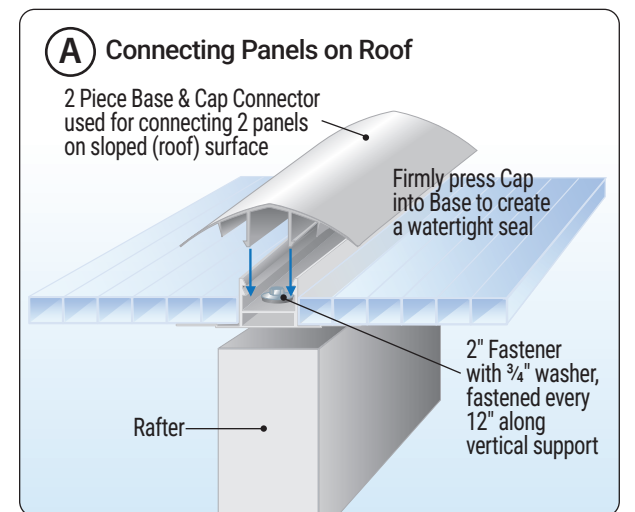 A Connecting Panels on Roof
2 Piece Base & Cap Connector
used for connecting 2 panels
on sloped (roof) surface
Firmly press Cap
into Base to create
a watertight seal
2" Fastener
with ¾" washer,
fastened every
12" along
vertical support
Rafter